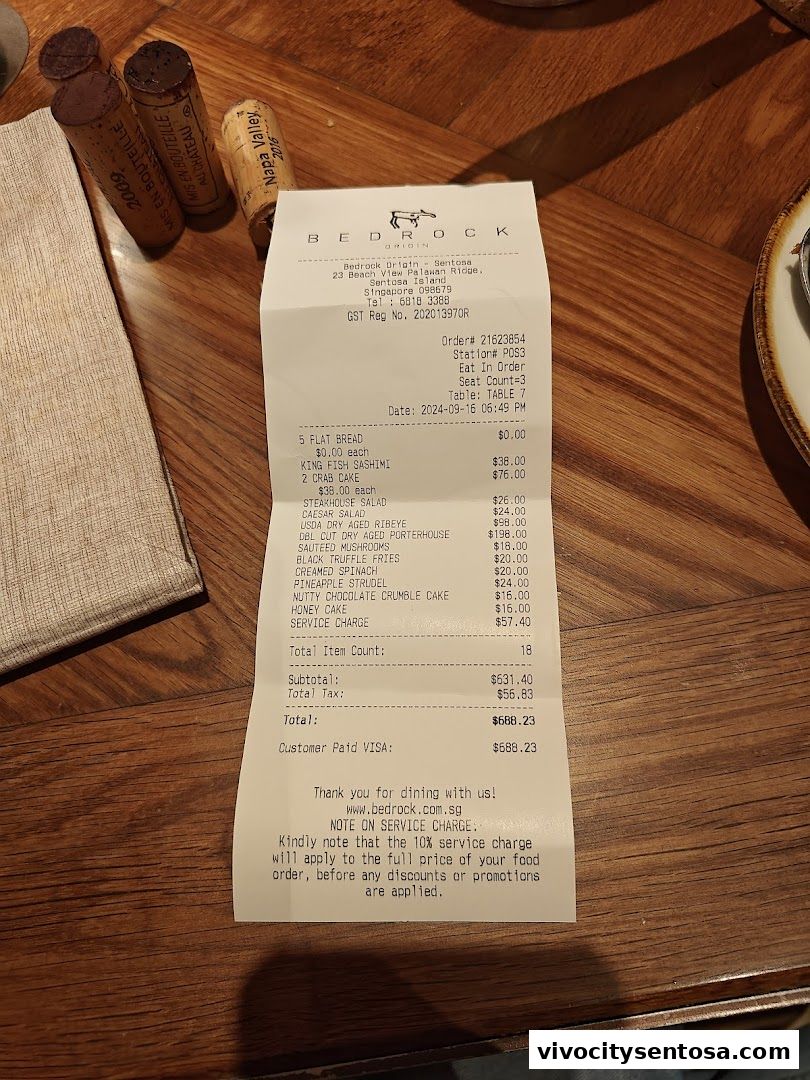 2009
MIS EN BOUTEILLE
MIS EN BOUTEILLE
AU CHATEAU
Napa Valley
2016
BEDROCK
ORIGIN
Bedrock Origin - Sentosa
23 Beach View Palawan Ridge,
Sentosa Island
Singapore 098679
Tel : 6818 3388
GST Reg No. 202013970R
Order# 21623854
Station# POS3
Eat In Order
Seat Count=3
Table: TABLE 7
Date: 2024-09-16 06:49 PM
5 FLAT BREAD $0.00
$0.00 each
KING FISH SASHIMI $38.00
2 CRAB CAKE $76.00
$38.00 each
STEAKHOUSE SALAD $26.00
CAESAR SALAD $24.00
USDA DRY AGED RIBEYE $98.00
DBL CUT DRY AGED PORTERHOUSE $198.00
SAUTEED MUSHROOMS $18.00
BLACK TRUFFLE FRIES $20.00
CREAMED SPINACH $20.00
PINEAPPLE STRUDEL $24.00
NUTTY CHOCOLATE CRUMBLE CAKE $16.00
HONEY CAKE $16.00
SERVICE CHARGE $57.40
Total Item Count: 18
Subtotal: $631.40
Total Tax: $56.83
Total: $688.23
Customer Paid VISA: $688.23
Thank you for dining with us!
www.bedrock.com.sg
NOTE ON SERVICE CHARGE:
Kindly note that the 10% service charge
will apply to the full price of your food
order, before any discounts or promotions
are applied.
vivocitysentosa.com